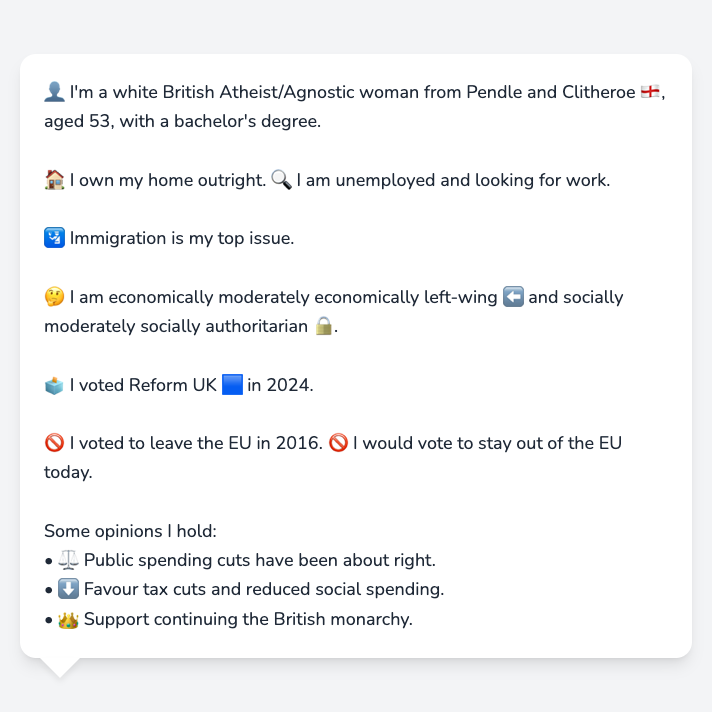 👤 I'm a white British Atheist/Agnostic woman from Pendle and Clitheroe 🏴󠁧󠁢󠁥󠁮󠁧󠁿,
aged 53, with a bachelor's degree.
🏠 I own my home outright. 🔍 I am unemployed and looking for work.
🛂 Immigration is my top issue.
🤔 I am economically moderately economically left-wing ⬅️ and socially
moderately socially authoritarian 🔒.
🗳️ I voted Reform UK 🟦 in 2024.
🚫 I voted to leave the EU in 2016. 🚫 I would vote to stay out of the EU
today.
Some opinions I hold:
• ⚖️ Public spending cuts have been about right.
• ⬇️ Favour tax cuts and reduced social spending.
• 👑 Support continuing the British monarchy.